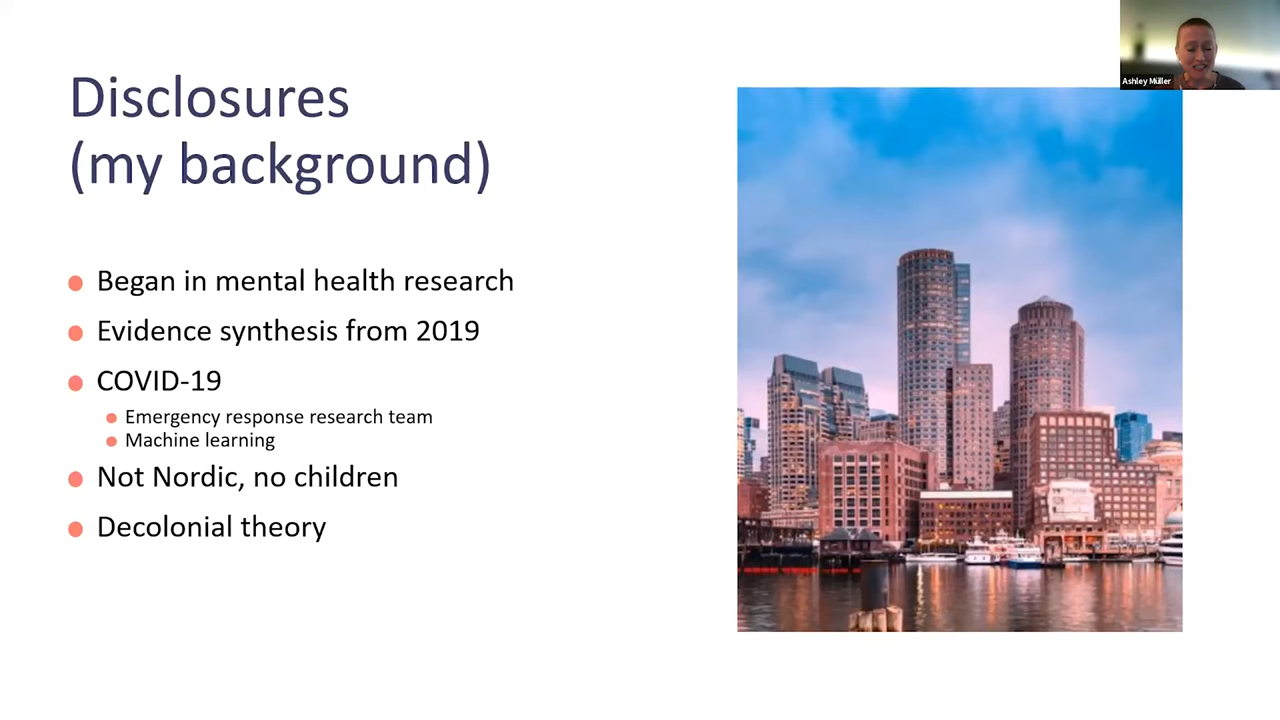 Disclosures
(my background)
Began in mental health research
Evidence synthesis from 2019
COVID-19
Emergency response research team
Machine learning
Not Nordic, no children
Decolonial theory
Ashley Müller